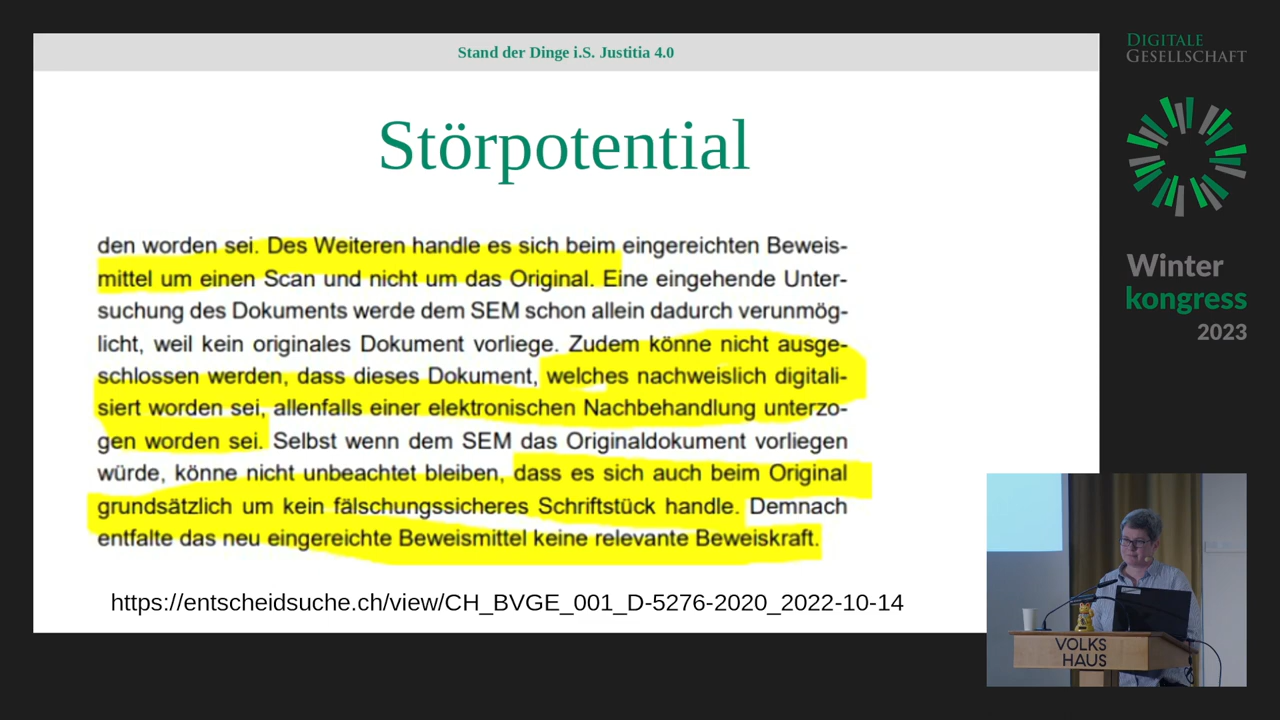 Stand der Dinge i.S. Justitia 4.0
Störpotential
den worden sei. Des Weiteren handle es sich beim eingereichten Beweis-
mittel um einen Scan und nicht um das Original. Eine eingehende Unter-
suchung des Dokuments werde dem SEM schon allein dadurch verunmög-
licht, weil kein originales Dokument vorliege. Zudem könne nicht ausge-
schlossen werden, dass dieses Dokument, welches nachweislich digitali-
siert worden sei, allenfalls einer elektronischen Nachbehandlung unterzo-
gen worden sei. Selbst wenn dem SEM das Originaldokument vorliegen
würde, könne nicht unbeachtet bleiben, dass es sich auch beim Original
grundsätzlich um kein fälschungssicheres Schriftstück handle. Demnach
entfalte das neu eingereichte Beweismittel keine relevante Beweiskraft.
https://entscheidsuche.ch/view/CH_BVGE_001_D-5276-2020_2022-10-14
DIGITALE
GESELLSCHAFT
Winter
kongress
2023
VOLKS
HAUS